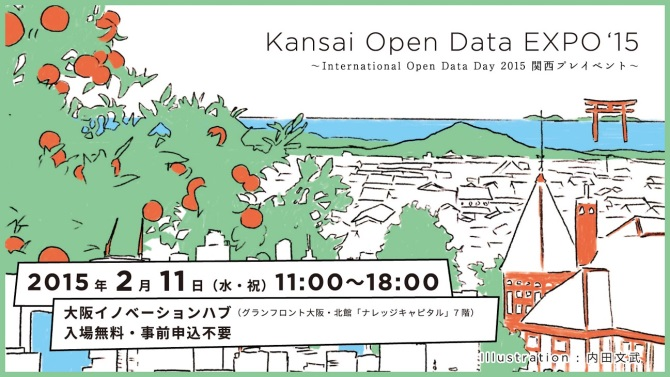 Kansai Open Data EXPO '15
～International Open Data Day 2015 関西プレイベント～
2015年2月11日（水・祝）11:00～18:00
大阪イノベーションハブ（グランフロント大阪・北館「ナレッジキャピタル」7階）
入場無料・事前申込不要
Illustration : 内田文武